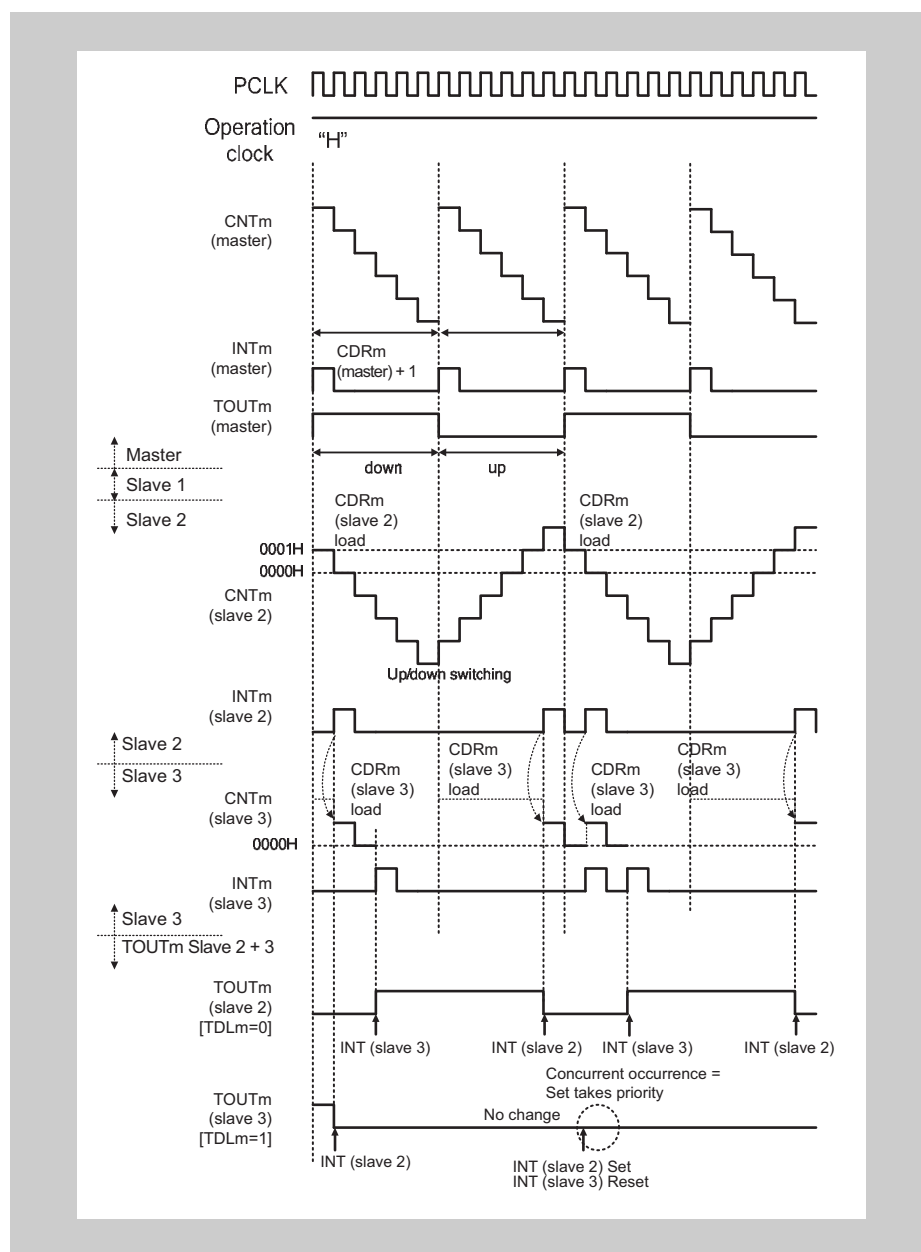 PCLK
Operation
clock
"H"
CNTm
(master)
INTm
(master)
CDRm
(master) + 1
TOUTm
(master)
Master
down
up
Slave 1
Slave 2
CDRm
(slave 2)
load
CDRm
(slave 2)
load
0001H
0000H
CNTm
(slave 2)
Up/down switching
INTm
(slave 2)
Slave 2
Slave 3
CDRm
(slave 3)
load
CDRm
(slave 3)
load
CDRm
(slave 3)
load
CDRm
(slave 3)
load
CNTm
(slave 3)
0000H
INTm
(slave 3)
Slave 3
TOUTm Slave 2 + 3
TOUTm
(slave 2)
[TDLm=0]
INT (slave 3)
INT (slave 2)
INT (slave 3)
INT (slave 2)
Concurrent occurrence =
Set takes priority
TOUTm
(slave 3)
[TDLm=1]
No change
INT (slave 2)
INT (slave 2) Set
INT (slave 3) Reset